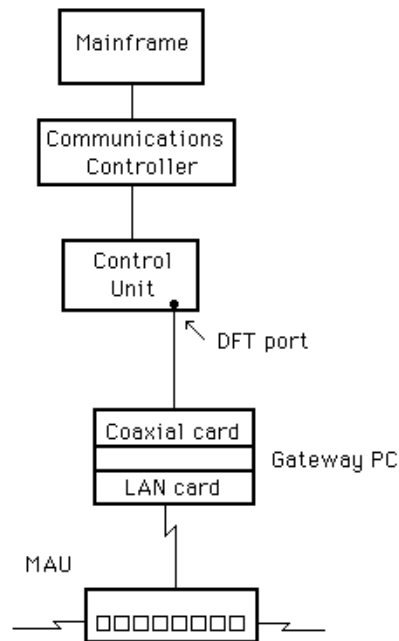 Mainframe
Communications
Controller
Control
Unit
DFT port
Coaxial card
Gateway PC
LAN card
MAU